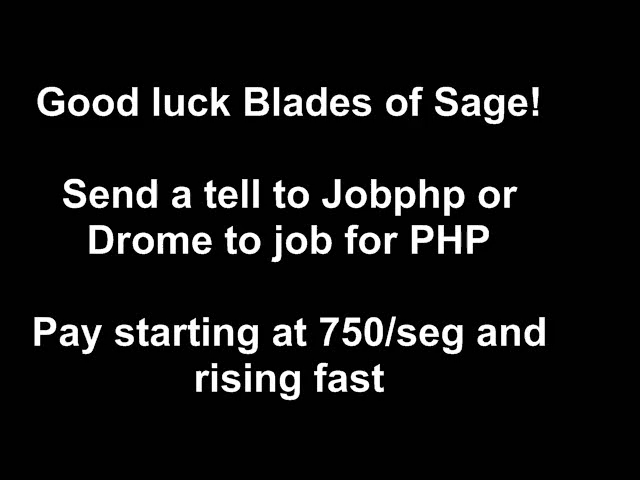 Good luck Blades of Sage!
Send a tell to Jobphp or
Drome to job for PHP
Pay starting at 750/seg and
rising fast